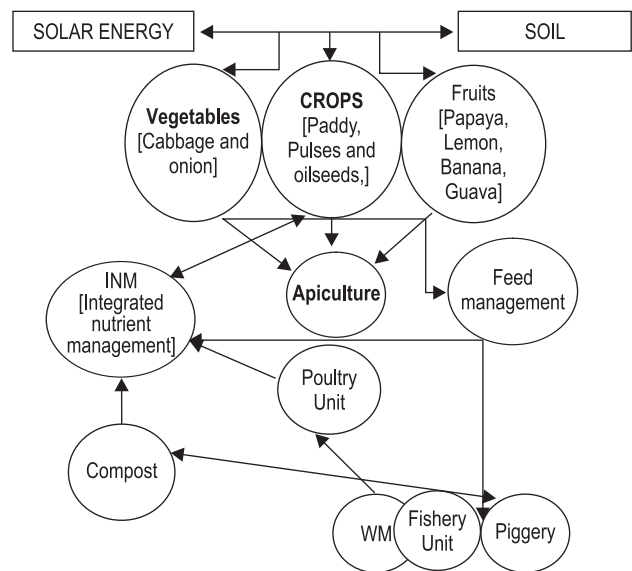 SOLAR ENERGY
SOIL
Vegetables
[Cabbage and
onion]
CROPS
[Paddy,
Pulses and
oilseeds,]
Fruits
[Papaya,
Lemon,
Banana,
Guava]
INM
[Integrated
nutrient
management]
Apiculture
Feed
management
Poultry
Unit
Compost
WM
Fishery
Unit
Piggery